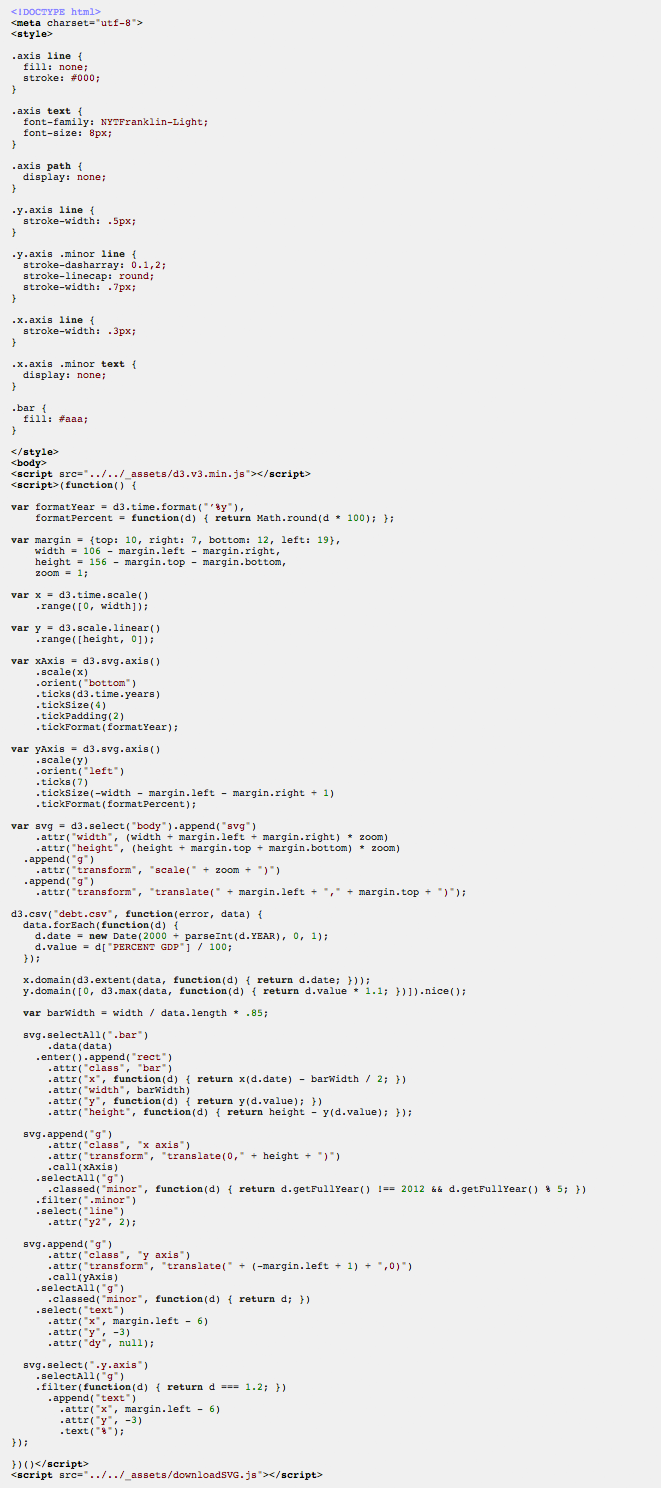 <!DOCTYPE html>
<meta charset="utf-8">
<style>

.axis line {
  fill: none;
  stroke: #000;
}

.axis text {
  font-family: NYTFranklin-Light;
  font-size: 8px;
}

.axis path {
  display: none;
}

.y.axis line {
  stroke-width: .5px;
}

.y.axis .minor line {
  stroke-dasharray: 0.1,2;
  stroke-linecap: round;
  stroke-width: .7px;
}

.x.axis line {
  stroke-width: .3px;
}

.x.axis .minor text {
  display: none;
}

.bar {
  fill: #aaa;
}

</style>
<body>
<script src="../../_assets/d3.v3.min.js"></script>
<script>(function() {

var formatYear = d3.time.format("’%y"),
    formatPercent = function(d) { return Math.round(d * 100); };

var margin = {top: 10, right: 7, bottom: 12, left: 19},
    width = 106 - margin.left - margin.right,
    height = 156 - margin.top - margin.bottom,
    zoom = 1;

var x = d3.time.scale()
    .range([0, width]);

var y = d3.scale.linear()
    .range([height, 0]);

var xAxis = d3.svg.axis()
    .scale(x)
    .orient("bottom")
    .ticks(d3.time.years)
    .tickSize(4)
    .tickPadding(2)
    .tickFormat(formatYear);

var yAxis = d3.svg.axis()
    .scale(y)
    .orient("left")
    .ticks(7)
    .tickSize(-width - margin.left - margin.right + 1)
    .tickFormat(formatPercent);

var svg = d3.select("body").append("svg")
    .attr("width", (width + margin.left + margin.right) * zoom)
    .attr("height", (height + margin.top + margin.bottom) * zoom)
  .append("g")
    .attr("transform", "scale(" + zoom + ")")
  .append("g")
    .attr("transform", "translate(" + margin.left + "," + margin.top + ")");

d3.csv("debt.csv", function(error, data) {
  data.forEach(function(d) {
    d.date = new Date(2000 + parseInt(d.YEAR), 0, 1);
    d.value = d["PERCENT GDP"] / 100;
  });

  x.domain(d3.extent(data, function(d) { return d.date; }));
  y.domain([0, d3.max(data, function(d) { return d.value * 1.1; })]).nice();

  var barWidth = width / data.length * .85;

  svg.selectAll(".bar")
      .data(data)
    .enter().append("rect")
      .attr("class", "bar")
      .attr("x", function(d) { return x(d.date) - barWidth / 2; })
      .attr("width", barWidth)
      .attr("y", function(d) { return y(d.value); })
      .attr("height", function(d) { return height - y(d.value); });

  svg.append("g")
      .attr("class", "x axis")
      .attr("transform", "translate(0," + height + ")")
      .call(xAxis)
    .selectAll("g")
      .classed("minor", function(d) { return d.getFullYear() !== 2012 && d.getFullYear() % 5; })
    .filter(".minor")
    .select("line")
      .attr("y2", 2);

  svg.append("g")
      .attr("class", "y axis")
      .attr("transform", "translate(" + (-margin.left + 1) + ",0)")
      .call(yAxis)
    .selectAll("g")
      .classed("minor", function(d) { return d; })
    .select("text")
      .attr("x", margin.left - 6)
      .attr("y", -3)
      .attr("dy", null);

  svg.select(".y.axis")
    .selectAll("g")
    .filter(function(d) { return d === 1.2; })
      .append("text")
        .attr("x", margin.left - 6)
        .attr("y", -3)
        .text("%");
});

})()</script>
<script src="../../_assets/downloadSVG.js"></script>